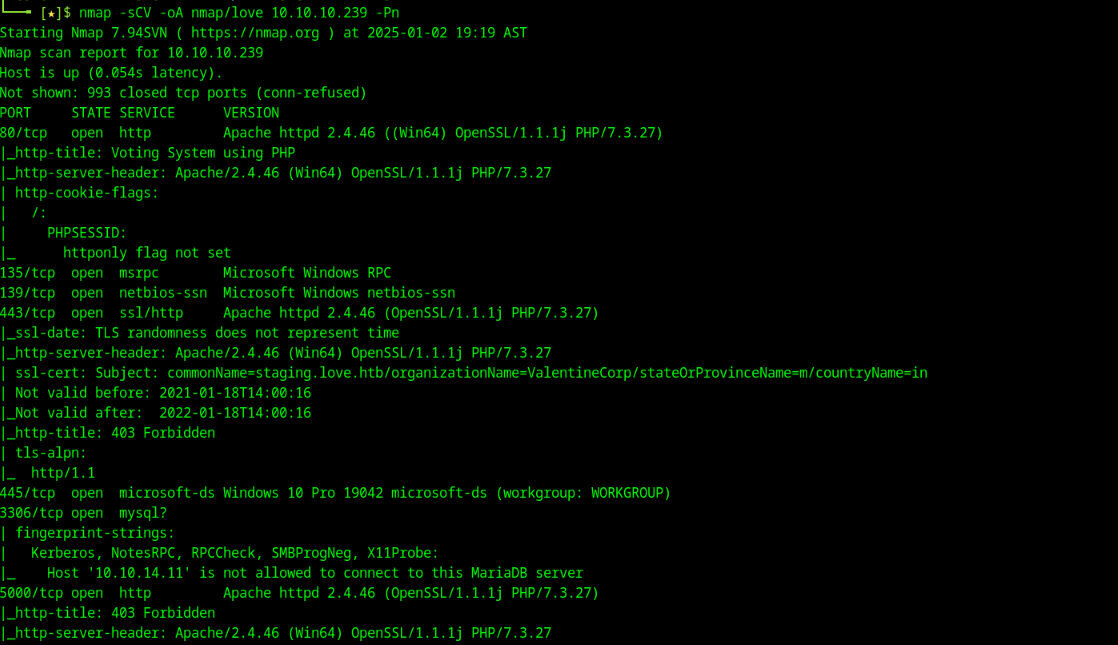 [★]$ nmap -sCV -oA nmap/love 10.10.10.239 -Pn
Starting Nmap 7.94SVN ( https://nmap.org ) at 2025-01-02 19:19 AST
Nmap scan report for 10.10.10.239
Host is up (0.054s latency).
Not shown: 993 closed tcp ports (conn-refused)
PORT     STATE SERVICE      VERSION
80/tcp   open  http         Apache httpd 2.4.46 ((Win64) OpenSSL/1.1.1j PHP/7.3.27)
|_http-title: Voting System using PHP
|_http-server-header: Apache/2.4.46 (Win64) OpenSSL/1.1.1j PHP/7.3.27
| http-cookie-flags:
|   /:
|     PHPSESSID:
|_      httponly flag not set
135/tcp  open  msrpc        Microsoft Windows RPC
139/tcp  open  netbios-ssn  Microsoft Windows netbios-ssn
443/tcp  open  ssl/http     Apache httpd 2.4.46 (OpenSSL/1.1.1j PHP/7.3.27)
|_ssl-date: TLS randomness does not represent time
|_http-server-header: Apache/2.4.46 (Win64) OpenSSL/1.1.1j PHP/7.3.27
| ssl-cert: Subject: commonName=staging.love.htb/organizationName=ValentineCorp/stateOrProvinceName=m/countryName=in
| Not valid before: 2021-01-18T14:00:16
|_Not valid after:  2022-01-18T14:00:16
|_http-title: 403 Forbidden
| tls-alpn:
|_  http/1.1
445/tcp  open  microsoft-ds Windows 10 Pro 19042 microsoft-ds (workgroup: WORKGROUP)
3306/tcp open  mysql?
| fingerprint-strings:
|   Kerberos, NotesRPC, RPCCheck, SMBProgNeg, X11Probe:
|_    Host '10.10.14.11' is not allowed to connect to this MariaDB server
5000/tcp open  http         Apache httpd 2.4.46 (OpenSSL/1.1.1j PHP/7.3.27)
|_http-title: 403 Forbidden
|_http-server-header: Apache/2.4.46 (Win64) OpenSSL/1.1.1j PHP/7.3.27